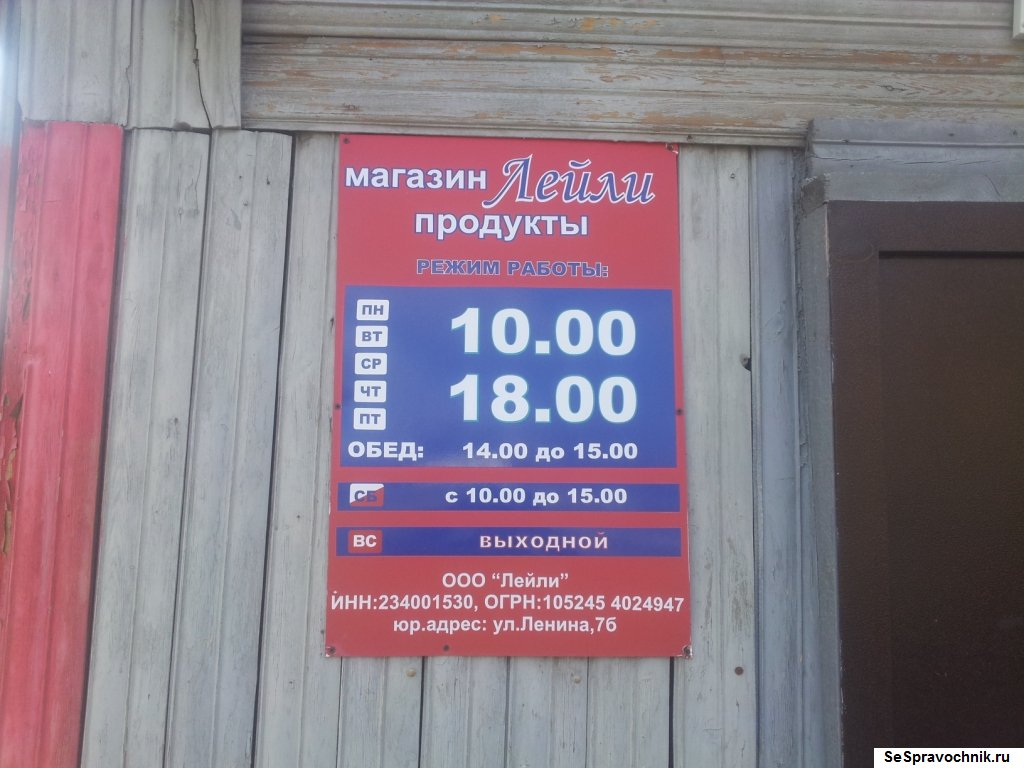 магазин Лейли
продукты
РЕЖИМ РАБОТЫ:
ПН
ВТ
СР
ЧТ
ПТ
10.00
18.00
ОБЕД: 14.00 до 15.00
СБ с 10.00 до 15.00
ВС ВЫХОДНОЙ
ООО “Лейли”
ИНН:234001530, ОГРН:105245 4024947
юр.адрес: ул.Ленина,7б
SeSpravochnik.ru